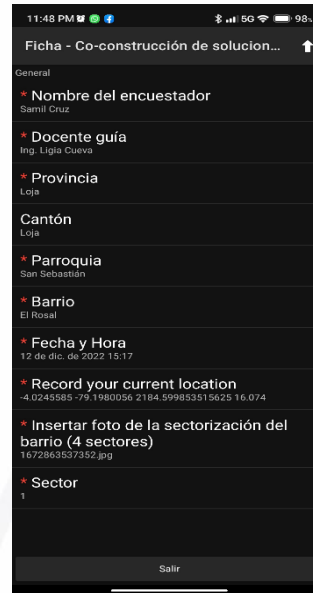 11:48 PM 5G 98%
Ficha - Co-construcción de solucion...
General
* Nombre del encuestador
Samil Cruz
* Docente guía
Ing. Ligia Cueva
* Provincia
Loja
Cantón
Loja
* Parroquia
San Sebastián
* Barrio
El Rosal
* Fecha y Hora
12 de dic. de 2022 15:17
* Record your current location
-4.0245585 -79.1980056 2184.599853515625 16.074
* Insertar foto de la sectorización del
barrio (4 sectores)
1672863537352.jpg
* Sector
1
Salir